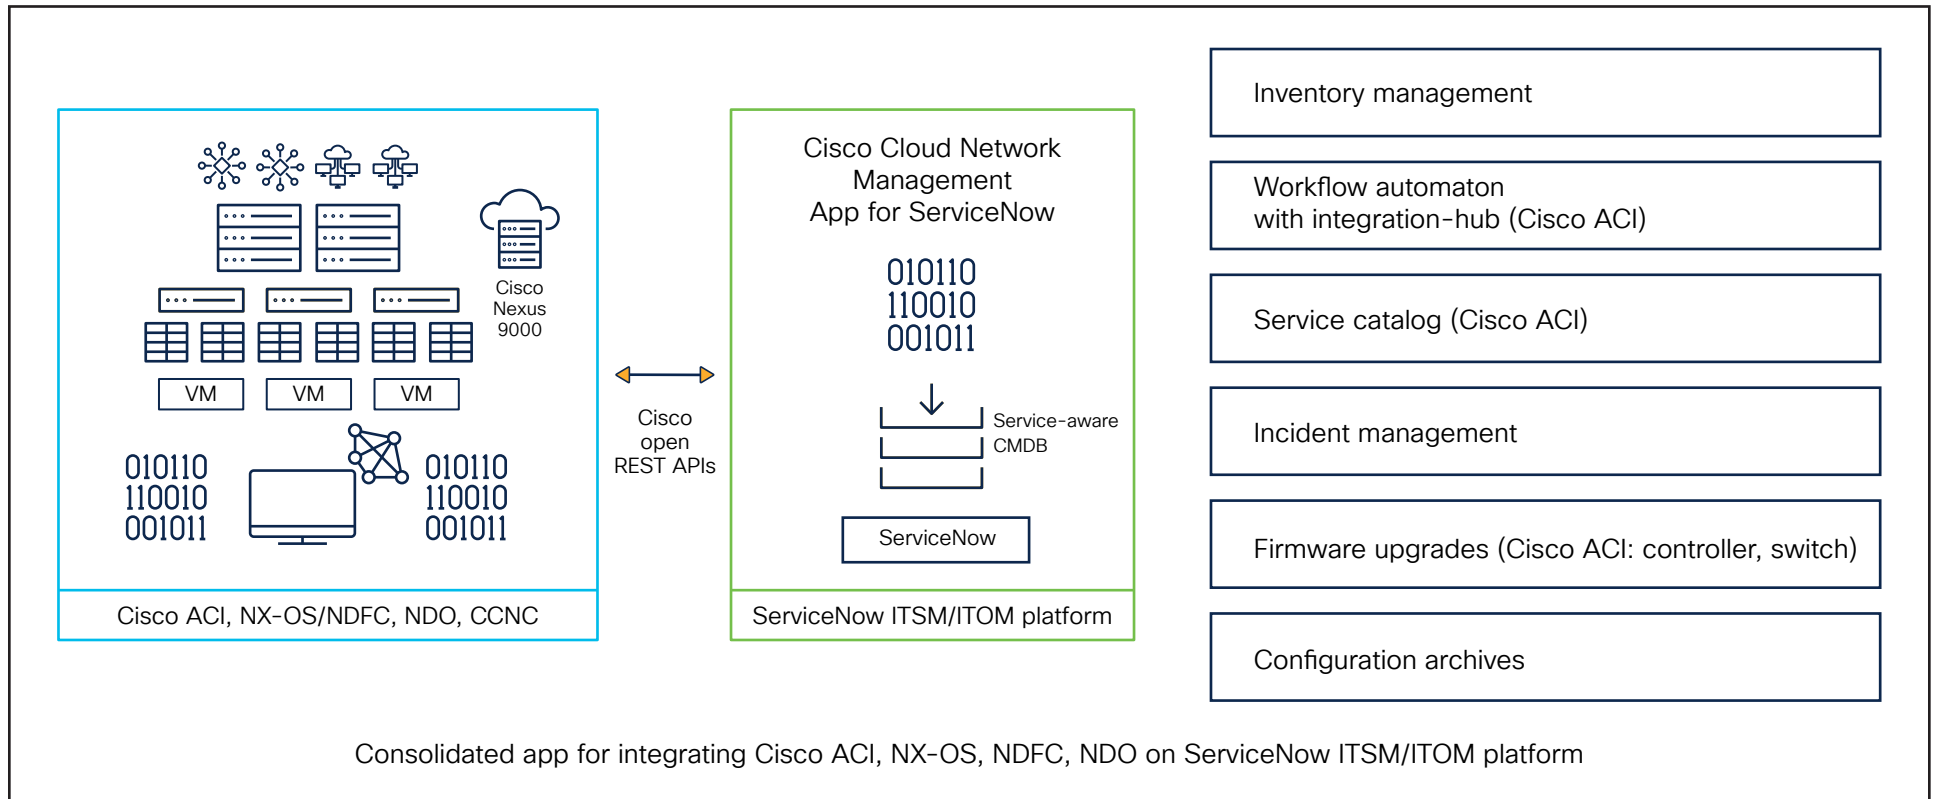 Cisco
Nexus
9000
VM
VM
VM
010110
110010
001011
010110
110010
001011
Cisco ACI, NX-OS/NDFC, NDO, CCNC
Cisco
open
REST APIs
Cisco Cloud Network
Management
App for ServiceNow
010110
110010
001011
Service-aware
CMDB
ServiceNow
ServiceNow ITSM/ITOM platform
Inventory management
Workflow automaton
with integration-hub (Cisco ACI)
Service catalog (Cisco ACI)
Incident management
Firmware upgrades (Cisco ACI: controller, switch)
Configuration archives
Consolidated app for integrating Cisco ACI, NX-OS, NDFC, NDO on ServiceNow ITSM/ITOM platform